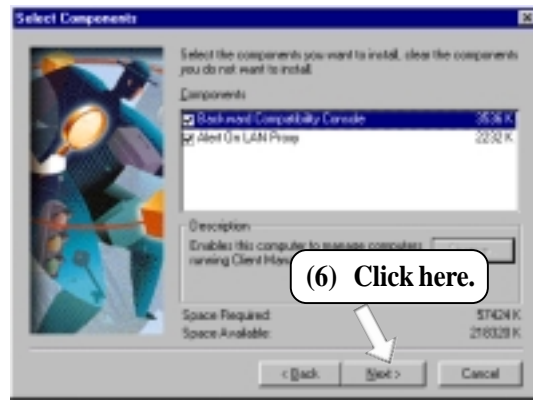 Select Components
Select the components you want to install, clear the components
you do not want to install.
Components
Backward Compatibilty Console 3536 K
Alert On LAN Proxy 2232 K
Description
Enables this computer to manage computers
running Client Man
(6) Click here.
Space Required: 57424 K
Space Available: 218320 K
< Back
Next >
Cancel